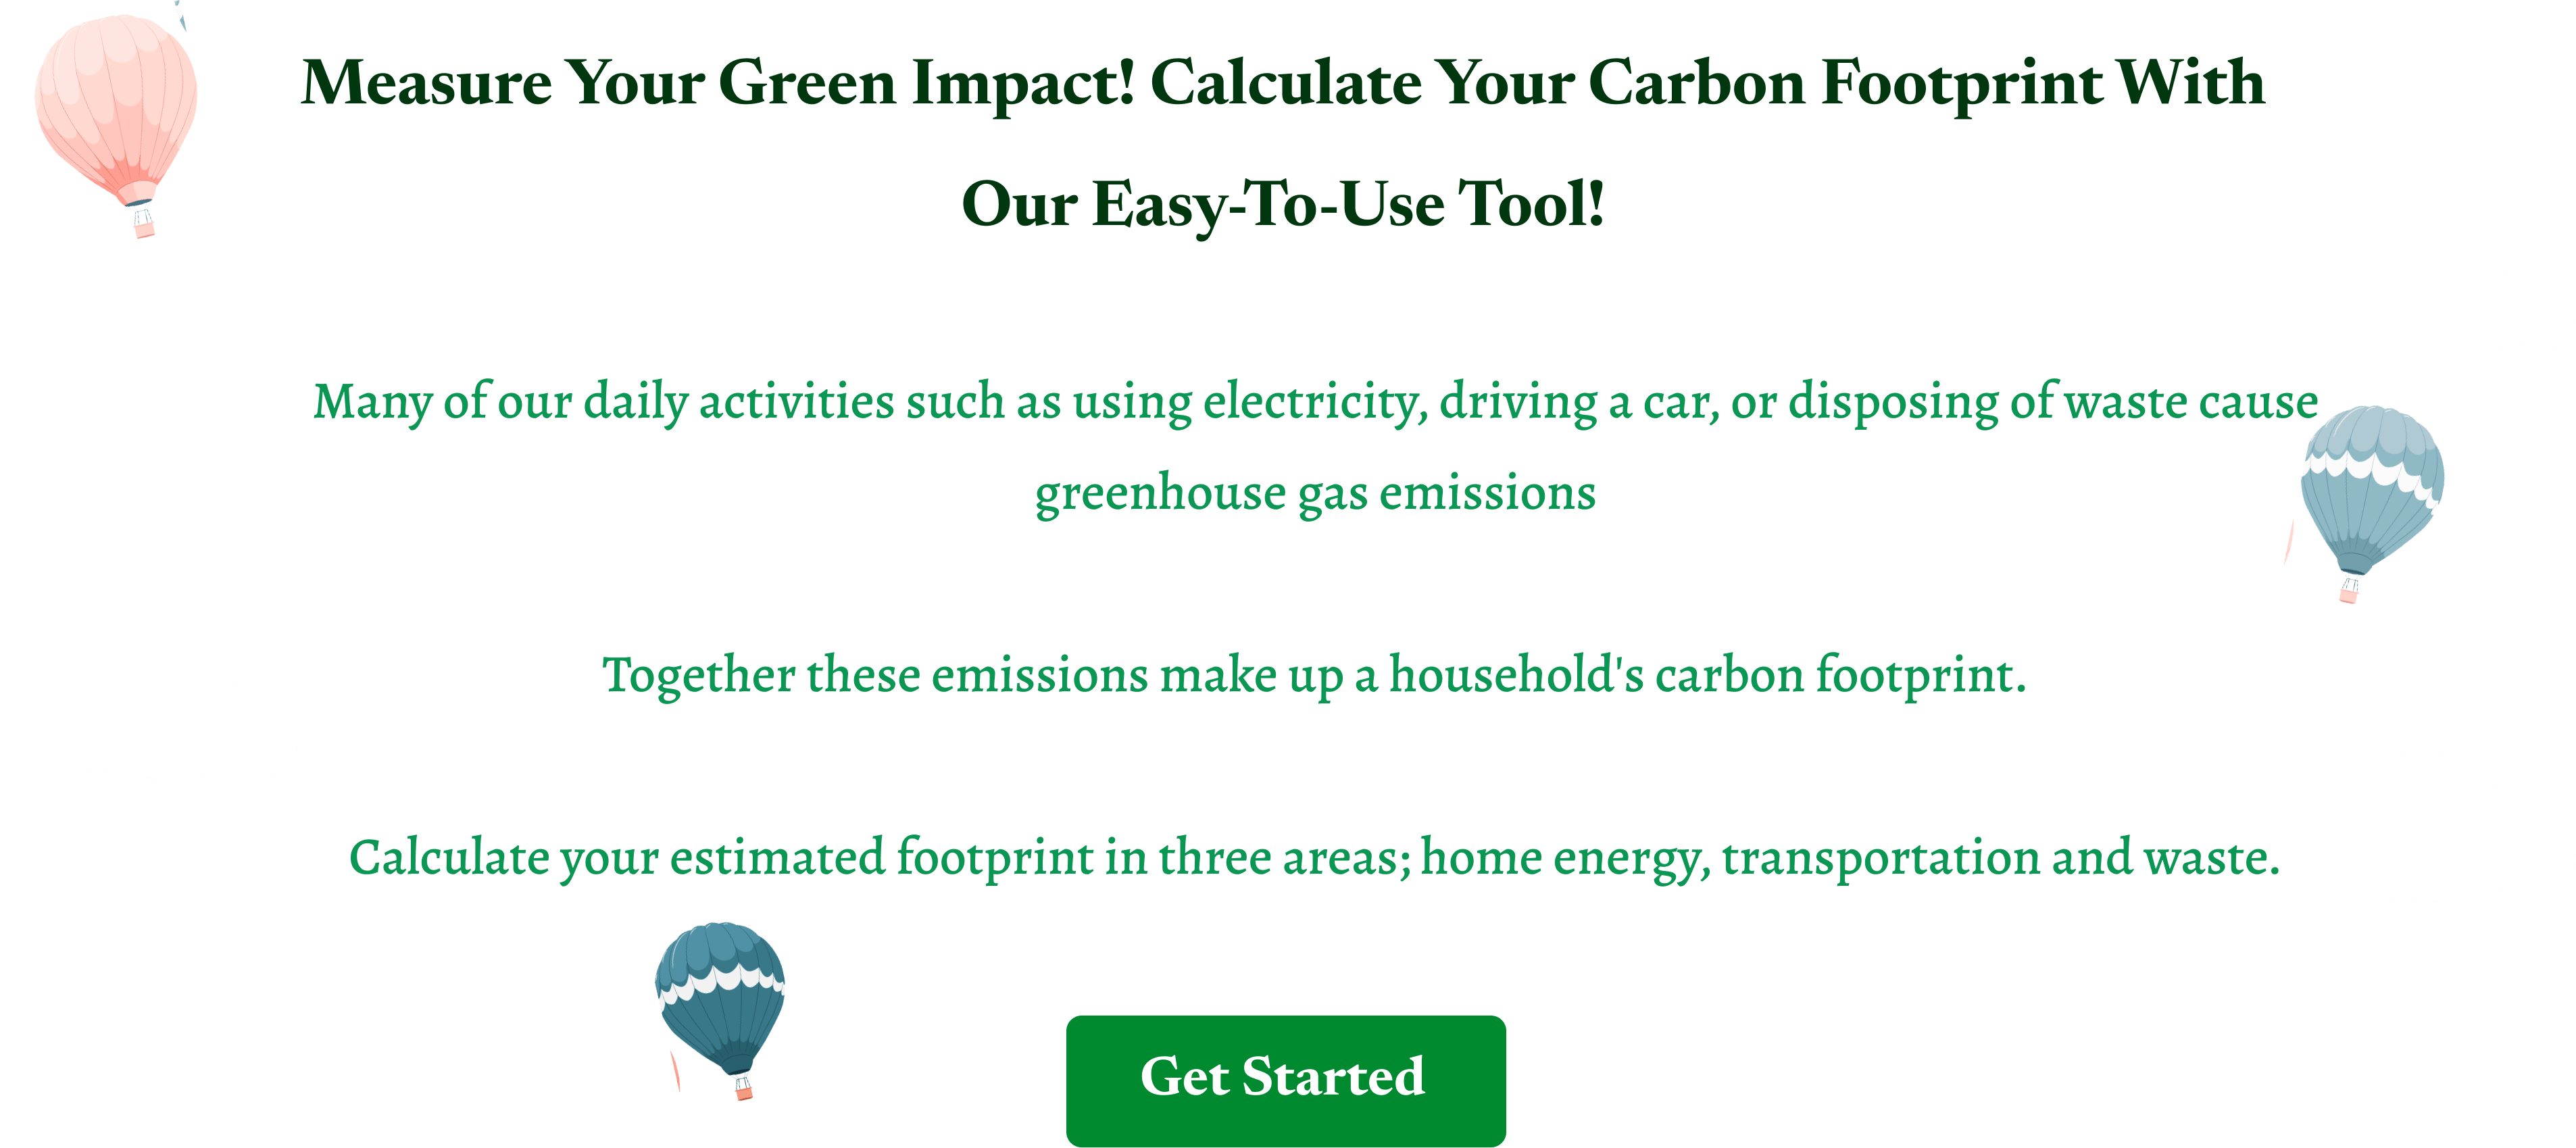 Measure Your Green Impact! Calculate Your Carbon Footprint With
Our Easy-To-Use Tool!
Many of our daily activities such as using electricity, driving a car, or disposing of waste cause
greenhouse gas emissions
Together these emissions make up a household's carbon footprint.
Calculate your estimated footprint in three areas; home energy, transportation and waste.
Get Started